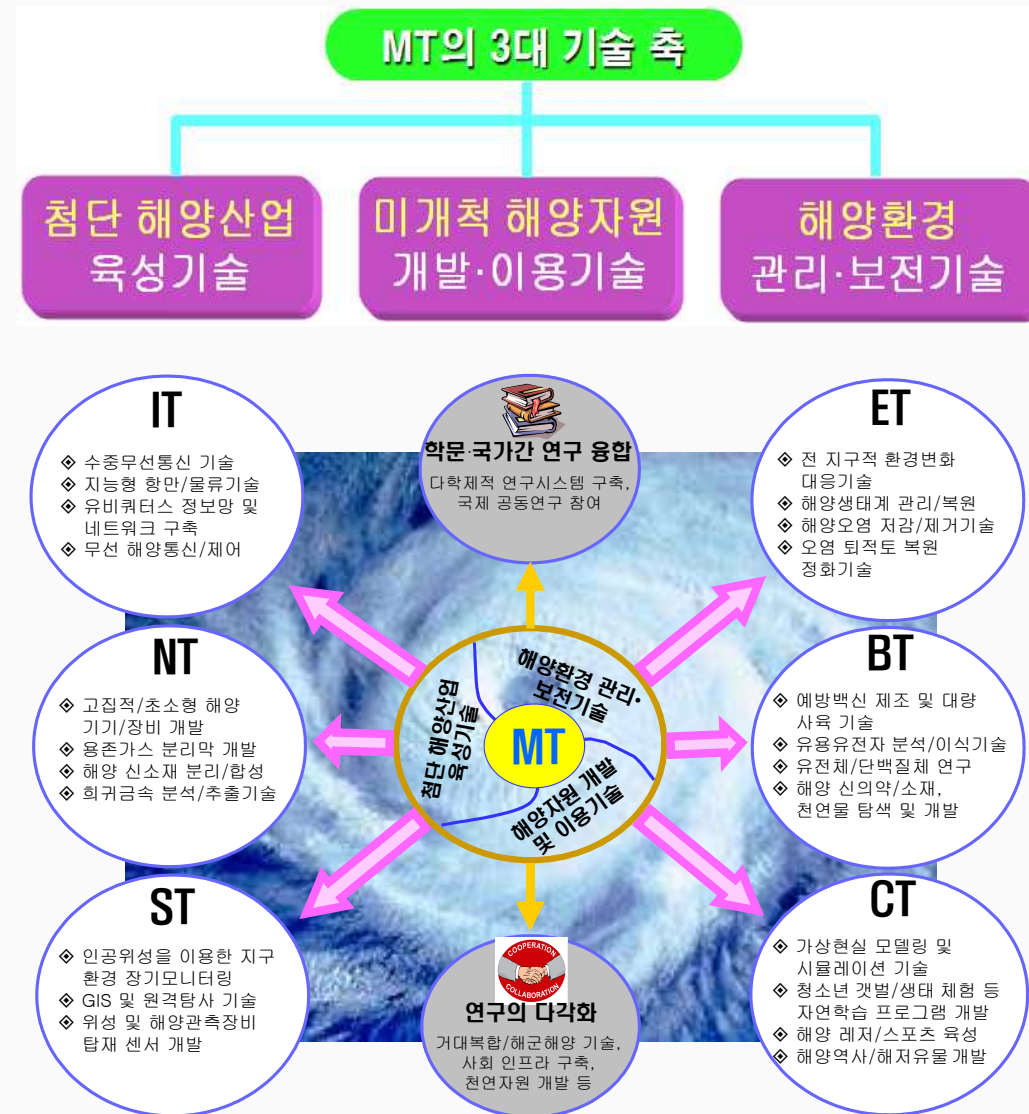 MT의 3대 기술 축
첨단 해양산업
육성기술
미개척 해양자원
개발·이용기술
해양환경
관리·보전기술
IT
◈ 수중무선통신 기술
◈ 지능형 항만/물류기술
◈ 유비쿼터스 정보망 및
네트워크 구축
◈ 무선 해양통신/제어
학문·국가간 연구 융합
다학제적 연구시스템 구축,
국제 공동연구 참여
ET
◈ 전 지구적 환경변화
대응기술
◈ 해양생태계 관리/복원
◈ 해양오염 저감/제거기술
◈ 오염 퇴적토 복원
정화기술
NT
◈ 고집적/초소형 해양
기기/장비 개발
◈ 용존가스 분리막 개발
◈ 해양 신소재 분리/합성
◈ 희귀금속 분석/추출기술
첨단 해양산업
육성기술
해양환경 관리·
보전기술
MT
해양자원 개발
및 이용기술
BT
◈ 예방백신 제조 및 대량
사육 기술
◈ 유용유전자 분석/이식기술
◈ 유전체/단백질체 연구
◈ 해양 신의약/소재,
천연물 탐색 및 개발
ST
◈ 인공위성을 이용한 지구
환경 장기모니터링
◈ GIS 및 원격탐사 기술
◈ 위성 및 해양관측장비
탑재 센서 개발
COOPERATION
COLLABORATION
연구의 다각화
거대복합/해군해양 기술,
사회 인프라 구축,
천연자원 개발 등
CT
◈ 가상현실 모델링 및
시뮬레이션 기술
◈ 청소년 갯벌/생태 체험 등
자연학습 프로그램 개발
◈ 해양 레저/스포츠 육성
◈ 해양역사/해저유물 개발